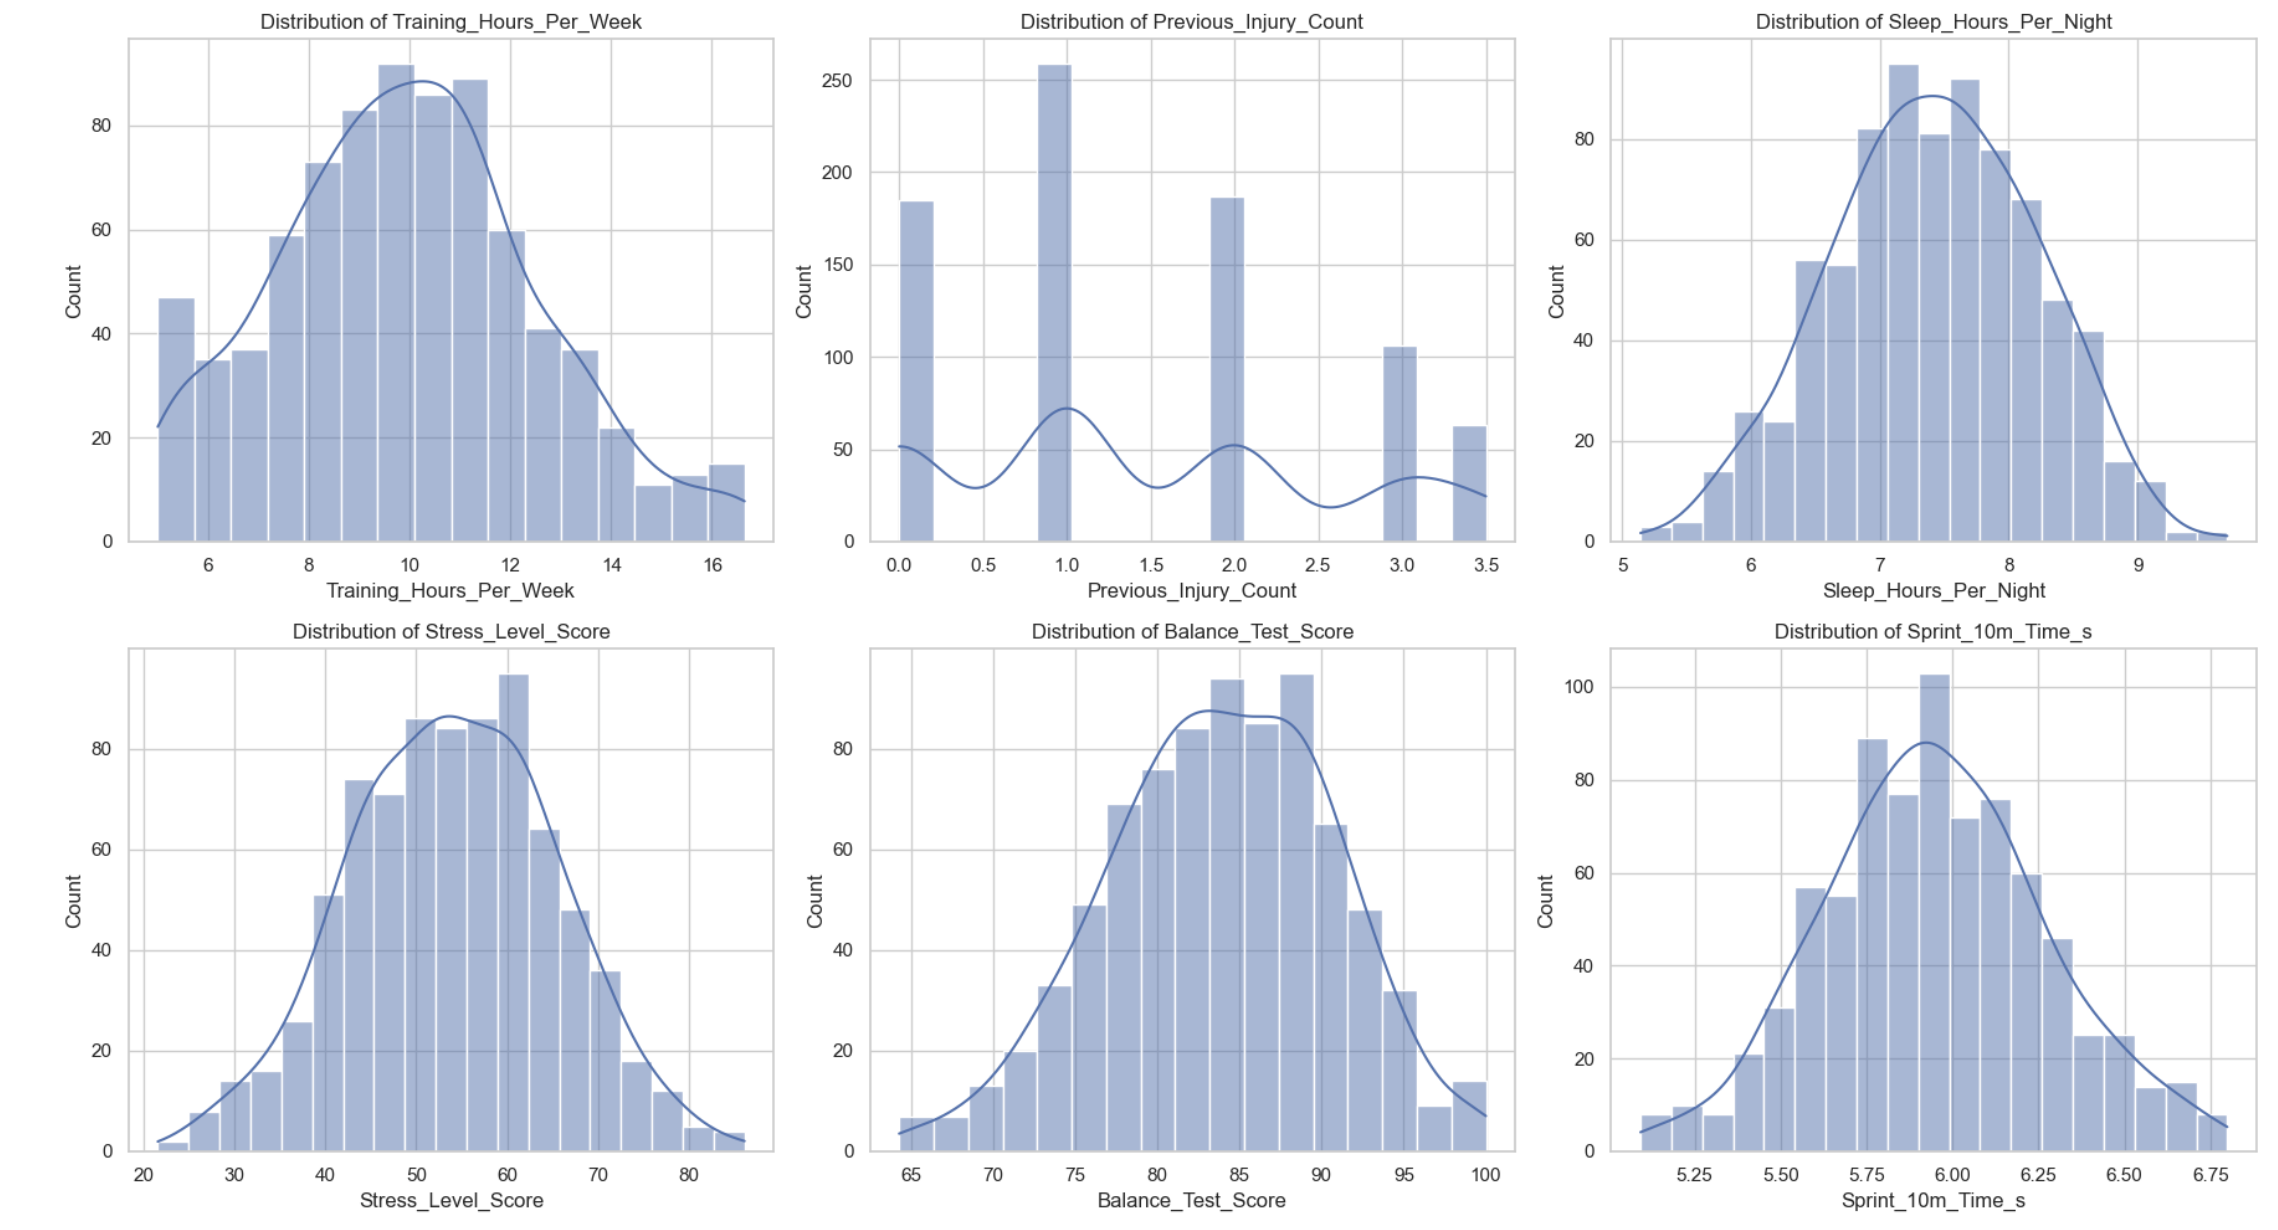 Distribution of Training_Hours_Per_Week
Count
80
60
40
20
0
6 8 10 12 14 16
Training_Hours_Per_Week
Distribution of Previous_Injury_Count
Count
250
200
150
100
50
0
0.0 0.5 1.0 1.5 2.0 2.5 3.0 3.5
Previous_Injury_Count
Distribution of Sleep_Hours_Per_Night
Count
80
60
40
20
0
5 6 7 8 9
Sleep_Hours_Per_Night
Distribution of Stress_Level_Score
Count
80
60
40
20
0
20 30 40 50 60 70 80
Stress_Level_Score
Distribution of Balance_Test_Score
Count
80
60
40
20
0
65 70 75 80 85 90 95 100
Balance_Test_Score
Distribution of Sprint_10m_Time_s
Count
100
80
60
40
20
0
5.25 5.50 5.75 6.00 6.25 6.50 6.75
Sprint_10m_Time_s